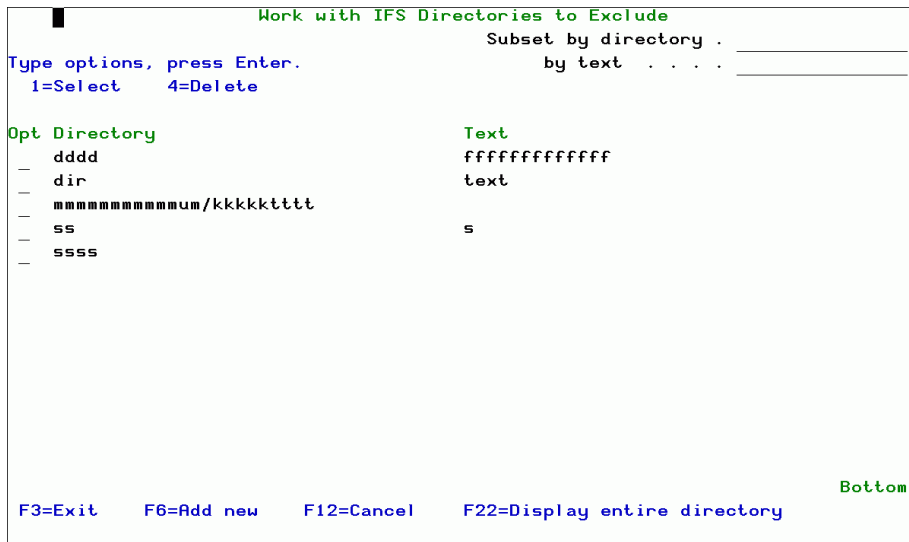 Work with IFS Directories to Exclude
Subset by directory .
Type options, press Enter. by text . . . .
1=Select 4=Delete
Opt Directory Text
_ dddd fffffffffffff
_ dir text
_ mmmmmmmmmmmum/kkkkktttt
_ ss s
_ ssss
Bottom
F3=Exit F6=Add new F12=Cancel F22=Display entire directory